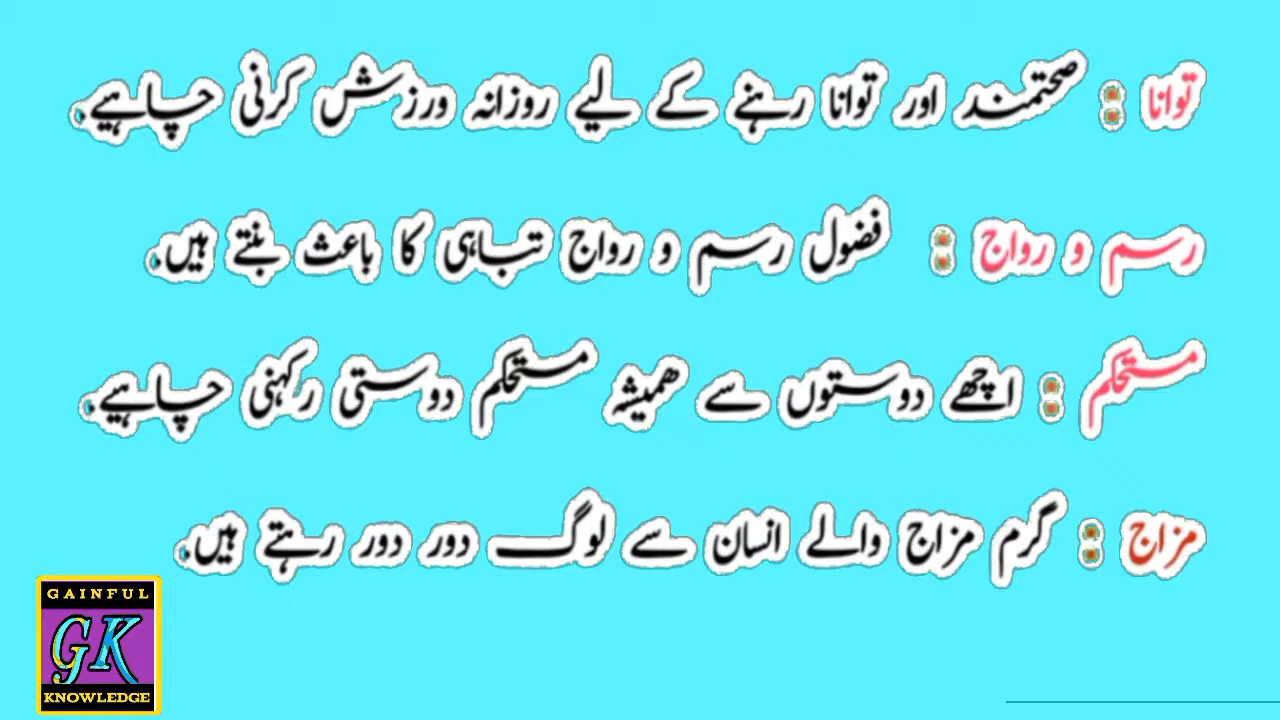 توانا : صحتمند اور توانا رہنے کے لیے روزانہ ورزش کرنی چاہیے.
رسم و رواج : فضول رسم و رواج تباہی کا باعث بنتے ہیں.
مستحکم : اچھے دوستوں سے ھمیشہ مستحکم دوستی رکہنی چاہیے.
مزاج : گرم مزاج والے انسان سے لوگ دور دور رہتے ہیں.
GAINFUL
GK
KNOWLEDGE